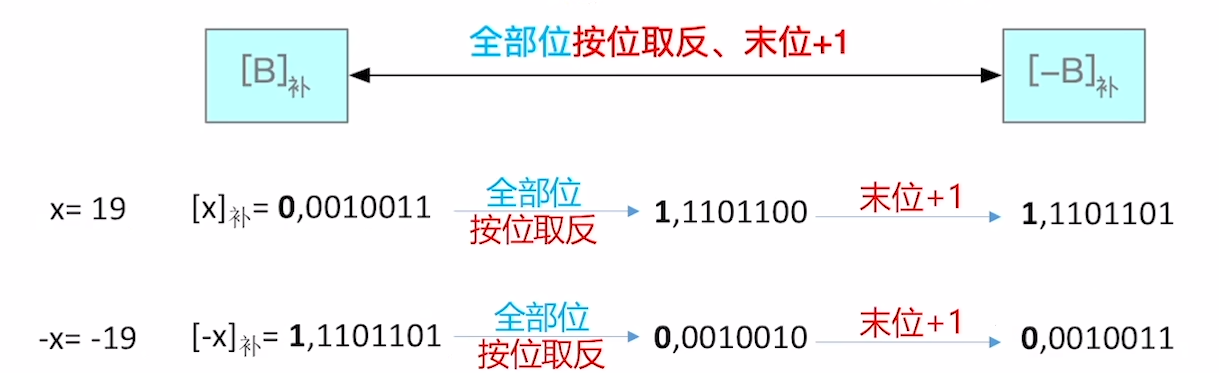 全部位按位取反、末位+1
[B]补 [–B]补
x= 19 [x]补= 0,0010011 全部位 按位取反 1,1101100 末位+1 1,1101101
-x= -19 [-x]补= 1,1101101 全部位 按位取反 0,0010010 末位+1 0,0010011